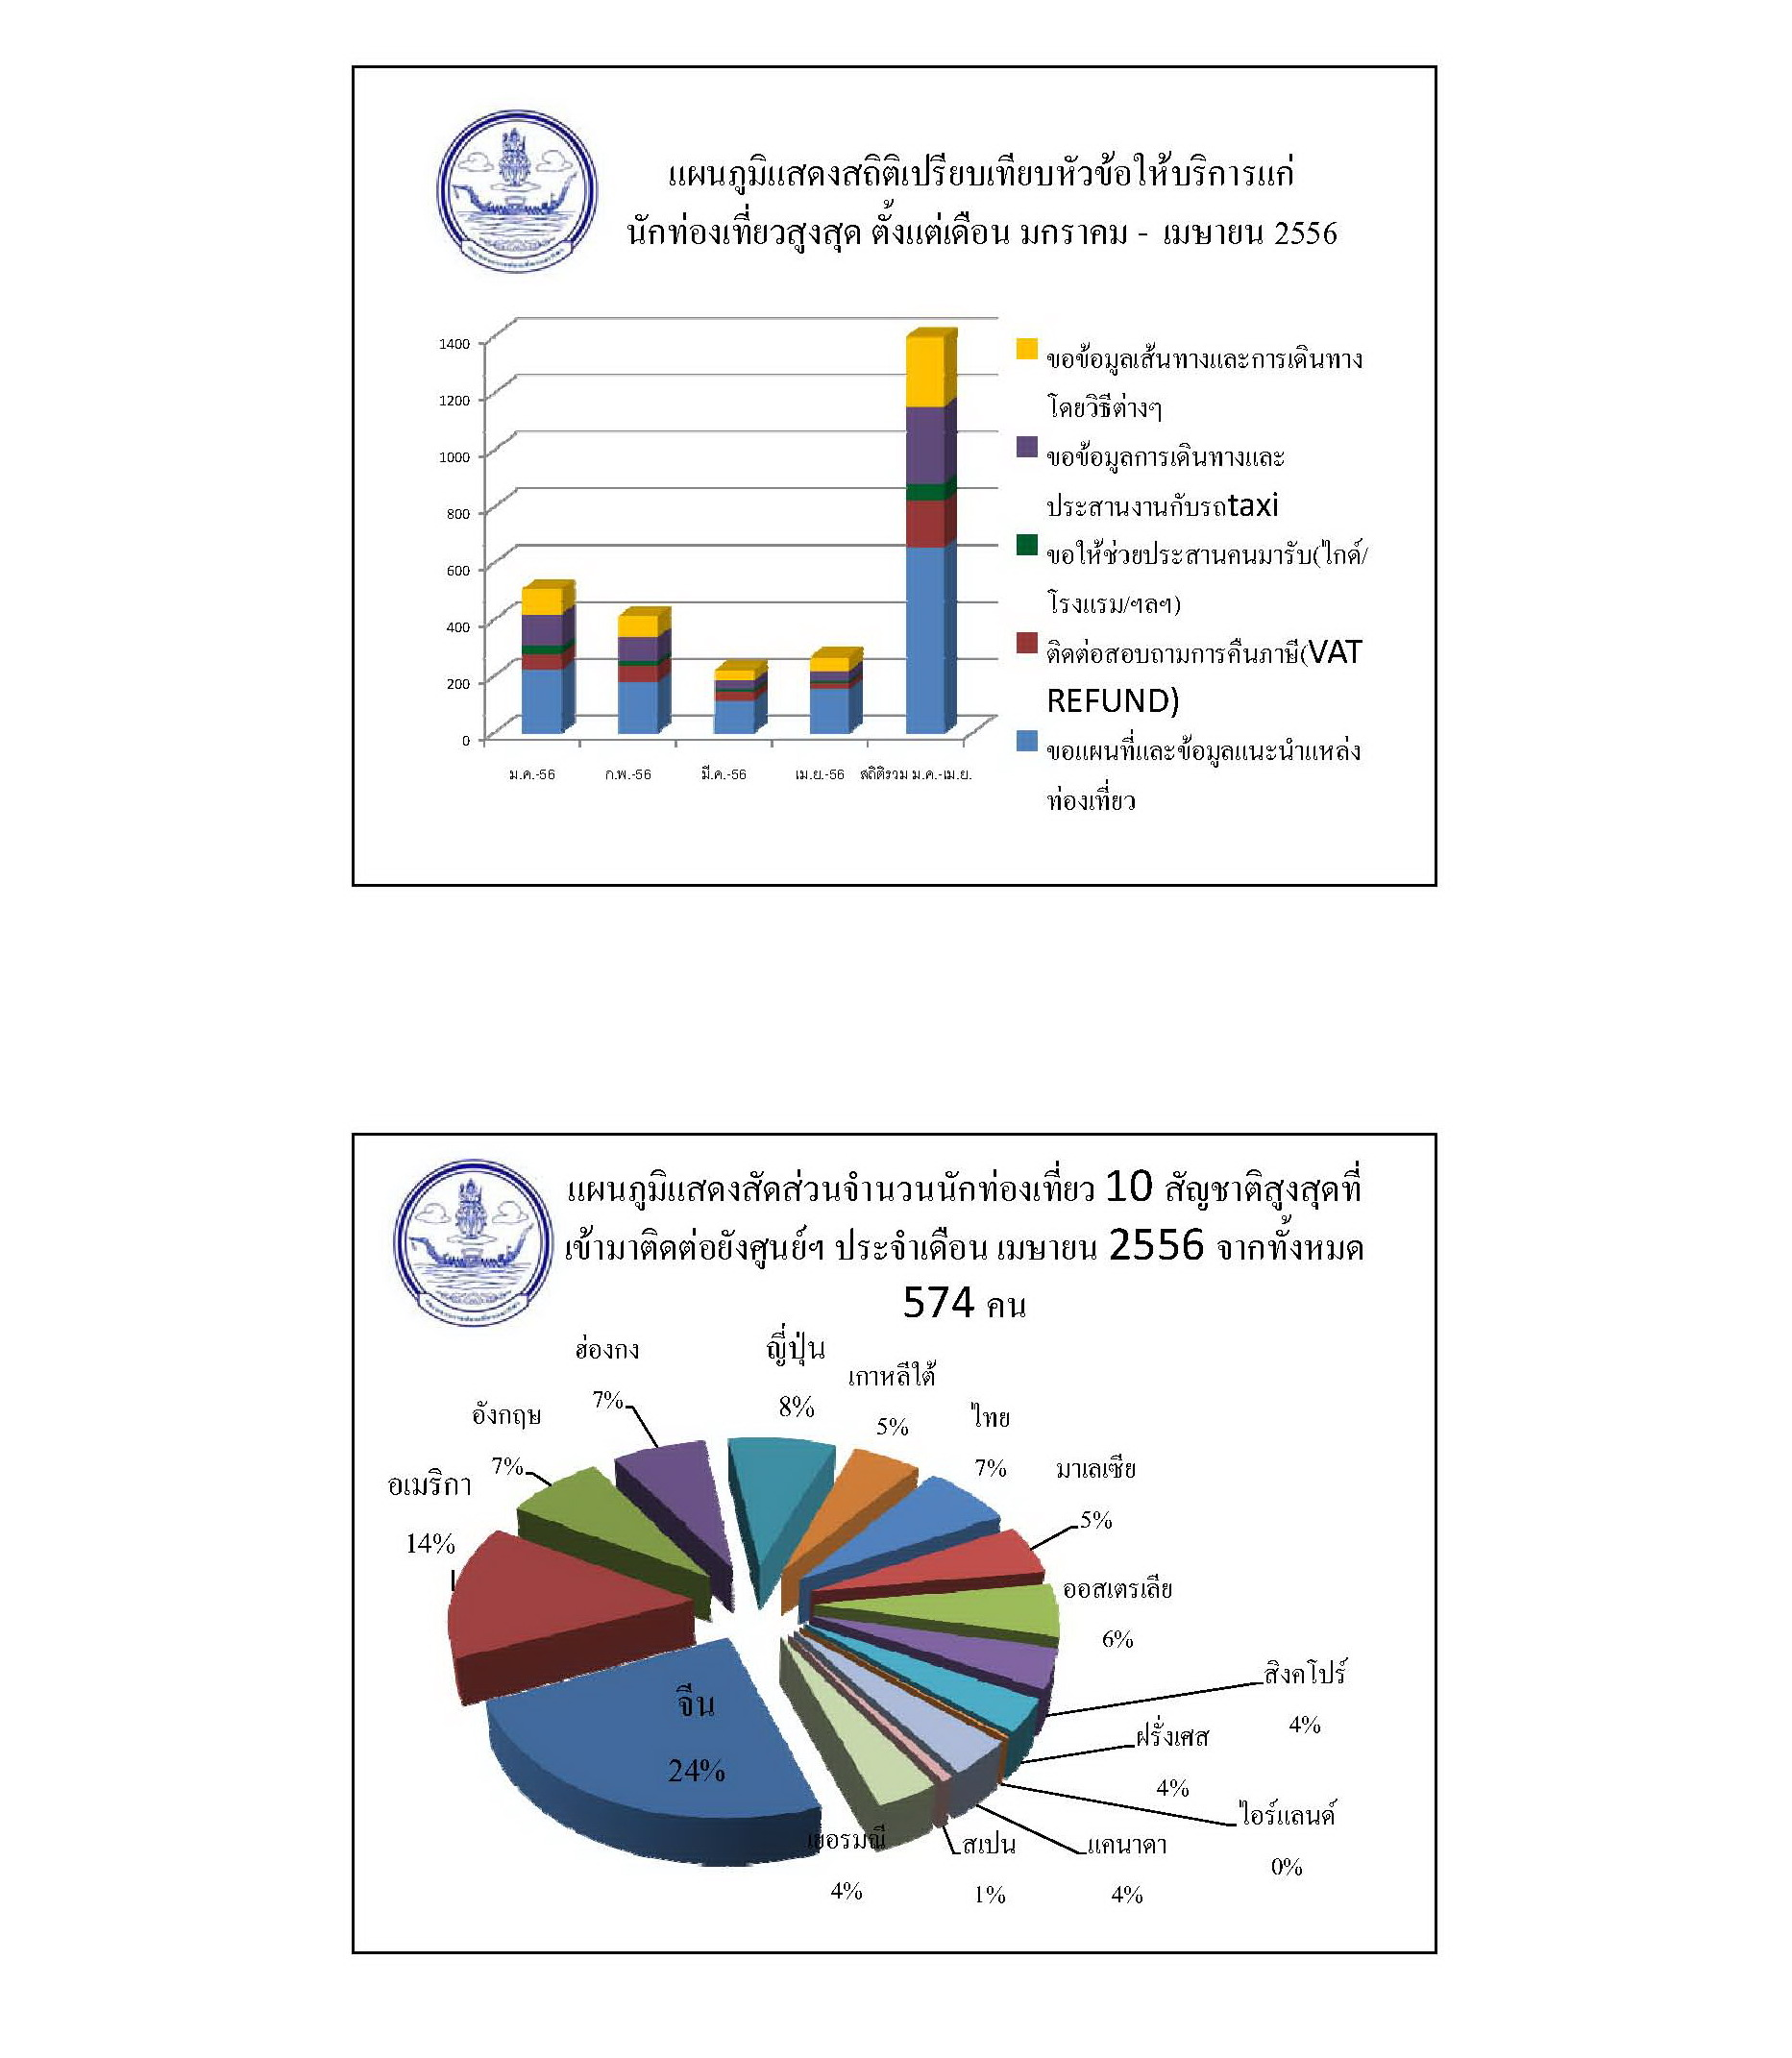 แผนภูมิแสดงสถิติเปรียบเทียบหัวข้อให้บริการแก่
นักท่องเที่ยวสูงสุด ตั้งแต่เดือน มกราคม - เมษายน 2556
1400
1200
1000
800
600
400
200
0
ม.ค.-56
ก.พ.-56
มี.ค.-56
เม.ย.-56
สถิติรวม ม.ค.-เม.ย.
ขอข้อมูลเส้นทางและการเดินทาง
โดยวิธีต่างๆ
ขอข้อมูลการเดินทางและ
ประสานงานกับรถtaxi
ขอให้ช่วยประสานคนมารับ(ไกด์/
โรงแรม/ฯลฯ)
ติดต่อสอบถามการคืนภาษี(VAT
REFUND)
ขอแผนที่และข้อมูลแนะนำแหล่ง
ท่องเที่ยว
แผนภูมิแสดงสัดส่วนจำนวนนักท่องเที่ยว 10 สัญชาติสูงสุดที่
เข้ามาติดต่อยังศูนย์ฯ ประจำเดือน เมษายน 2556 จากทั้งหมด
574 คน
ฮ่องกง
7%
ญี่ปุ่น
8%
เกาหลีใต้
5%
ไทย
7%
มาเลเซีย
5%
ออสเตรเลีย
6%
สิงคโปร์
4%
ฝรั่งเศส
4%
ไอร์แลนด์
0%
แคนาดา
4%
สเปน
1%
เยอรมณี
4%
จีน
24%
อเมริกา
14%
อังกฤษ
7%